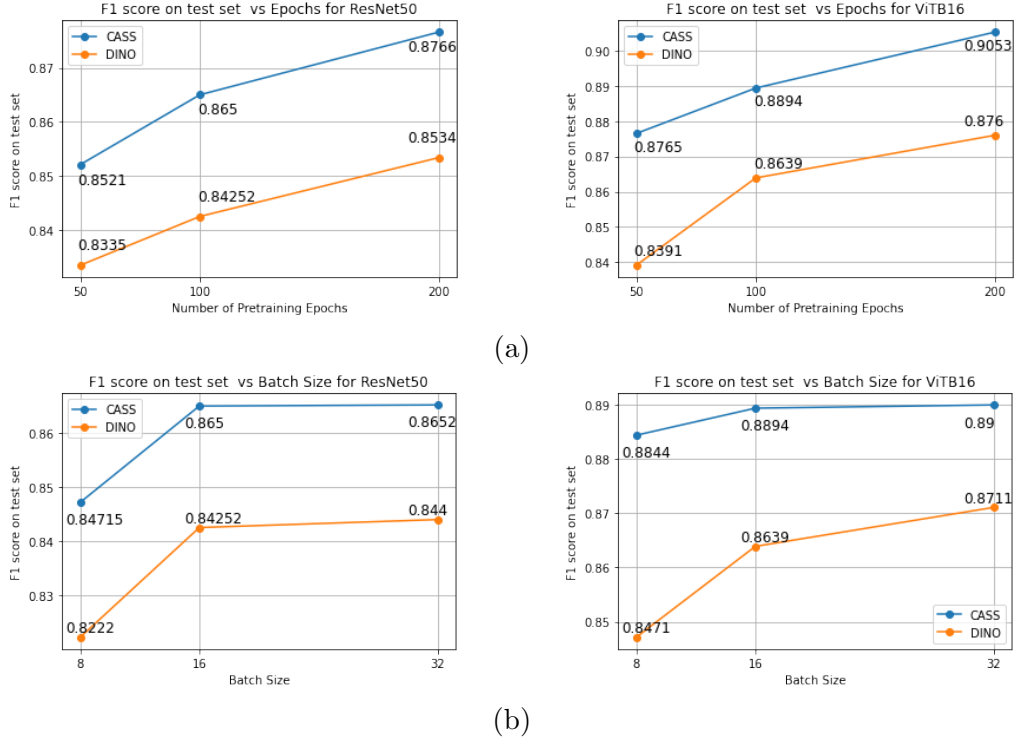 F1 score on test set  vs Epochs for ResNet50
CASS
DINO
F1 score on test set
0.87
0.86
0.85
0.84
0.8521
0.865
0.8766
0.8335
0.84252
0.8534
50
100
200
Number of Pretraining Epochs
F1 score on test set  vs Epochs for ViTB16
CASS
DINO
F1 score on test set
0.90
0.89
0.88
0.87
0.86
0.85
0.84
0.8765
0.8894
0.9053
0.8391
0.8639
0.876
50
100
200
Number of Pretraining Epochs
(a)
F1 score on test set  vs Batch Size for ResNet50
CASS
DINO
F1 score on test set
0.86
0.85
0.84
0.83
0.84715
0.865
0.8652
0.8222
0.84252
0.844
8
16
32
Batch Size
F1 score on test set  vs Batch Size for ViTB16
F1 score on test set
0.89
0.88
0.87
0.86
0.85
0.8844
0.8894
0.89
0.8471
0.8639
0.8711
CASS
DINO
8
16
32
Batch Size
(b)